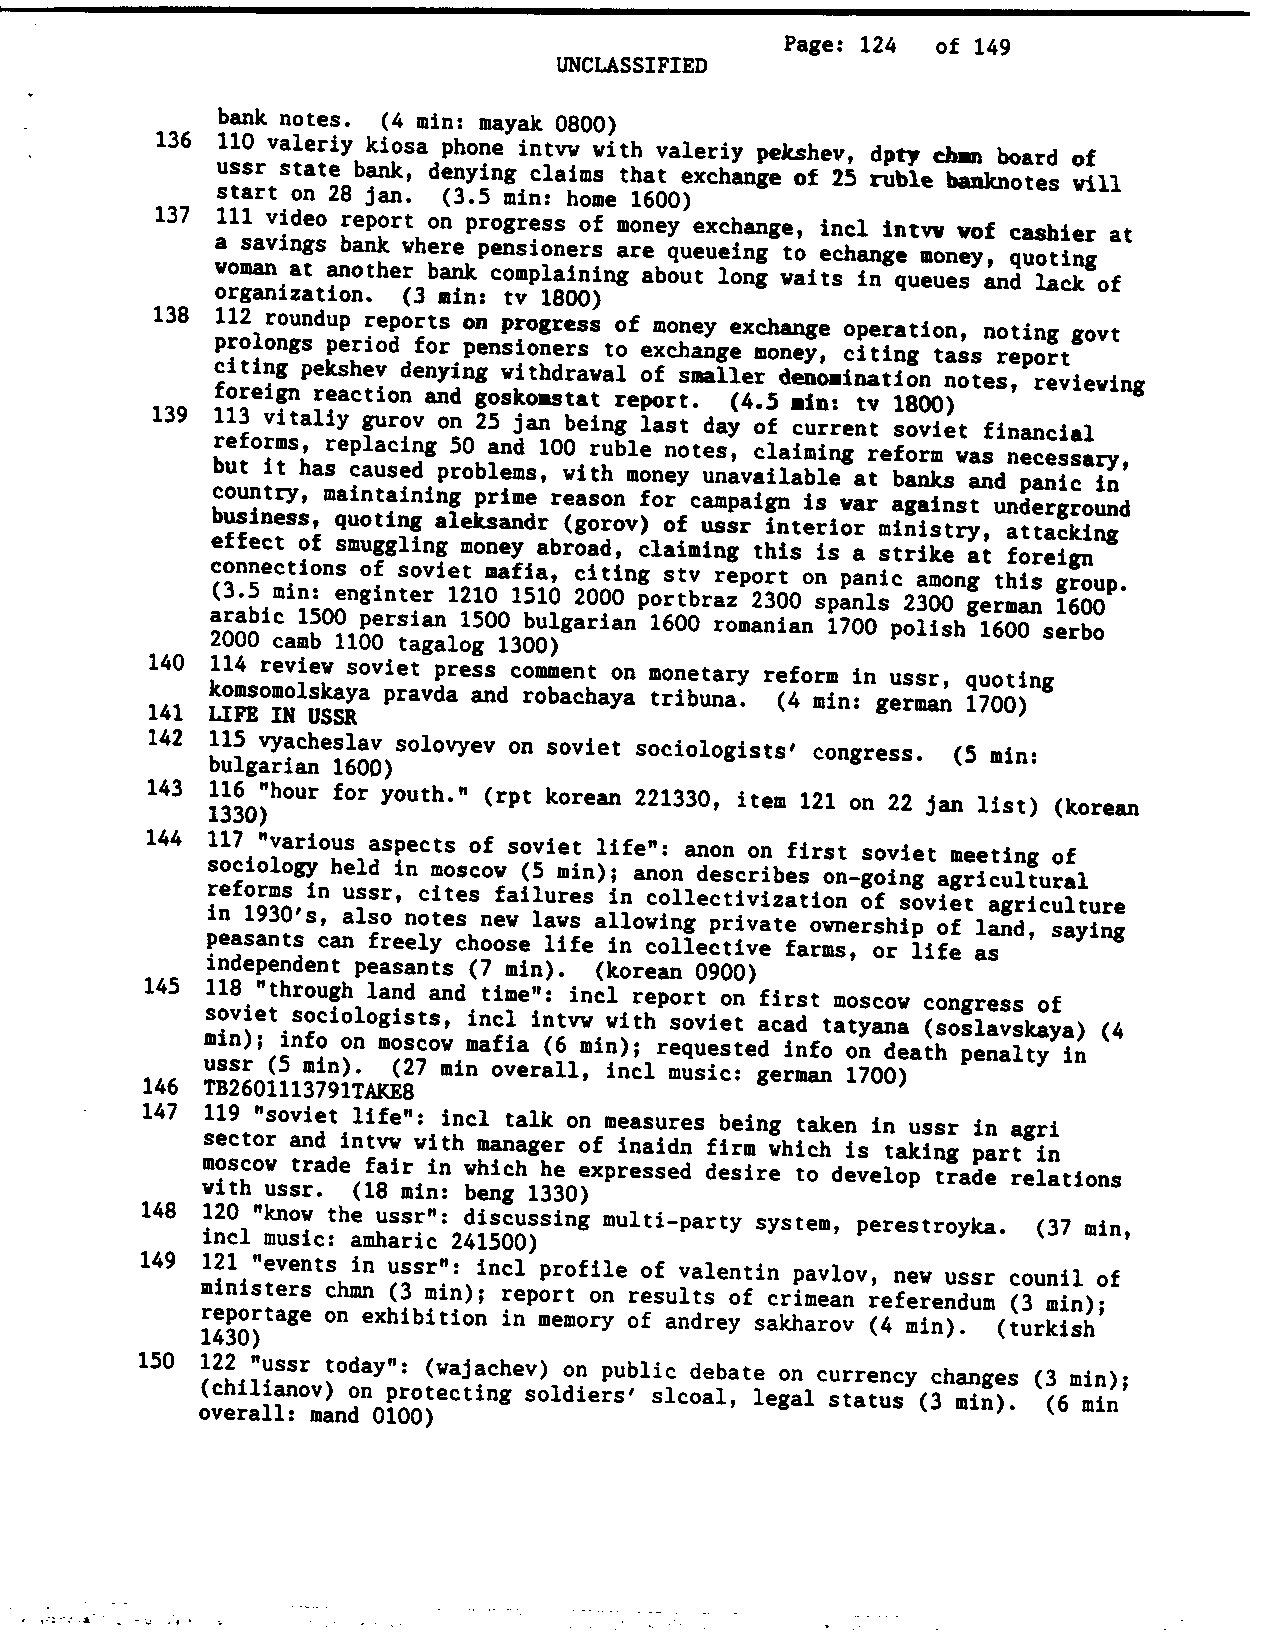 Page: 124 of 149
UNCLASSIFIED
bank notes. (4 min: mayak 0800)
136 110 valeriy kiosa phone intvw with valeriy pekshev, dpty chmn board of
ussr state bank, denying claims that exchange of 25 ruble banknotes will
start on 28 jan. (3.5 min: home 1600)
137 111 video report on progress of money exchange, incl intvw wof cashier at
a savings bank where pensioners are queueing to echange money, quoting
woman at another bank complaining about long waits in queues and lack of
organization. (3 min: tv 1800)
138 112 roundup reports on progress of money exchange operation, noting govt
prolongs period for pensioners to exchange money, citing tass report
citing pekshev denying withdrawal of smaller denomination notes, reviewing
foreign reaction and goskomstat report. (4.5 min: tv 1800)
139 113 vitaliy gurov on 25 jan being last day of current soviet financial
reforms, replacing 50 and 100 ruble notes, claiming reform was necessary,
but it has caused problems, with money unavailable at banks and panic in
country, maintaining prime reason for campaign is war against underground
business, quoting aleksandr (gorov) of ussr interior ministry, attacking
effect of smuggling money abroad, claiming this is a strike at foreign
connections of soviet mafia, citing stv report on panic among this group.
(3.5 min: enginter 1210 1510 2000 portbraz 2300 spanls 2300 german 1600
arabic 1500 persian 1500 bulgarian 1600 romanian 1700 polish 1600 serbo
2000 camb 1100 tagalog 1300)
140 114 review soviet press comment on monetary reform in ussr, quoting
komsomolskaya pravda and robachaya tribuna. (4 min: german 1700)
141 LIFE IN USSR
142 115 vyacheslav solovyev on soviet sociologists' congress. (5 min:
bulgarian 1600)
143 116 "hour for youth." (rpt korean 221330, item 121 on 22 jan list) (korean
1330)
144 117 "various aspects of soviet life": anon on first soviet meeting of
sociology held in moscow (5 min); anon describes on-going agricultural
reforms in ussr, cites failures in collectivization of soviet agriculture
in 1930's, also notes new laws allowing private ownership of land, saying
peasants can freely choose life in collective farms, or life as
independent peasants (7 min). (korean 0900)
145 118 "through land and time": incl report on first moscow congress of
soviet sociologists, incl intvw with soviet acad tatyana (soslavskaya) (4
min); info on moscow mafia (6 min); requested info on death penalty in
ussr (5 min). (27 min overall, incl music: german 1700)
146 TB2601113791TAKE8
147 119 "soviet life": incl talk on measures being taken in ussr in agri
sector and intvw with manager of inaidn firm which is taking part in
moscow trade fair in which he expressed desire to develop trade relations
with ussr. (18 min: beng 1330)
148 120 "know the ussr": discussing multi-party system, perestroyka. (37 min,
incl music: amharic 241500)
149 121 "events in ussr": incl profile of valentin pavlov, new ussr counil of
ministers chmn (3 min); report on results of crimean referendum (3 min);
reportage on exhibition in memory of andrey sakharov (4 min). (turkish
1430)
150 122 "ussr today": (wajachev) on public debate on currency changes (3 min);
(chilianov) on protecting soldiers' slcoal, legal status (3 min). (6 min
overall: mand 0100)